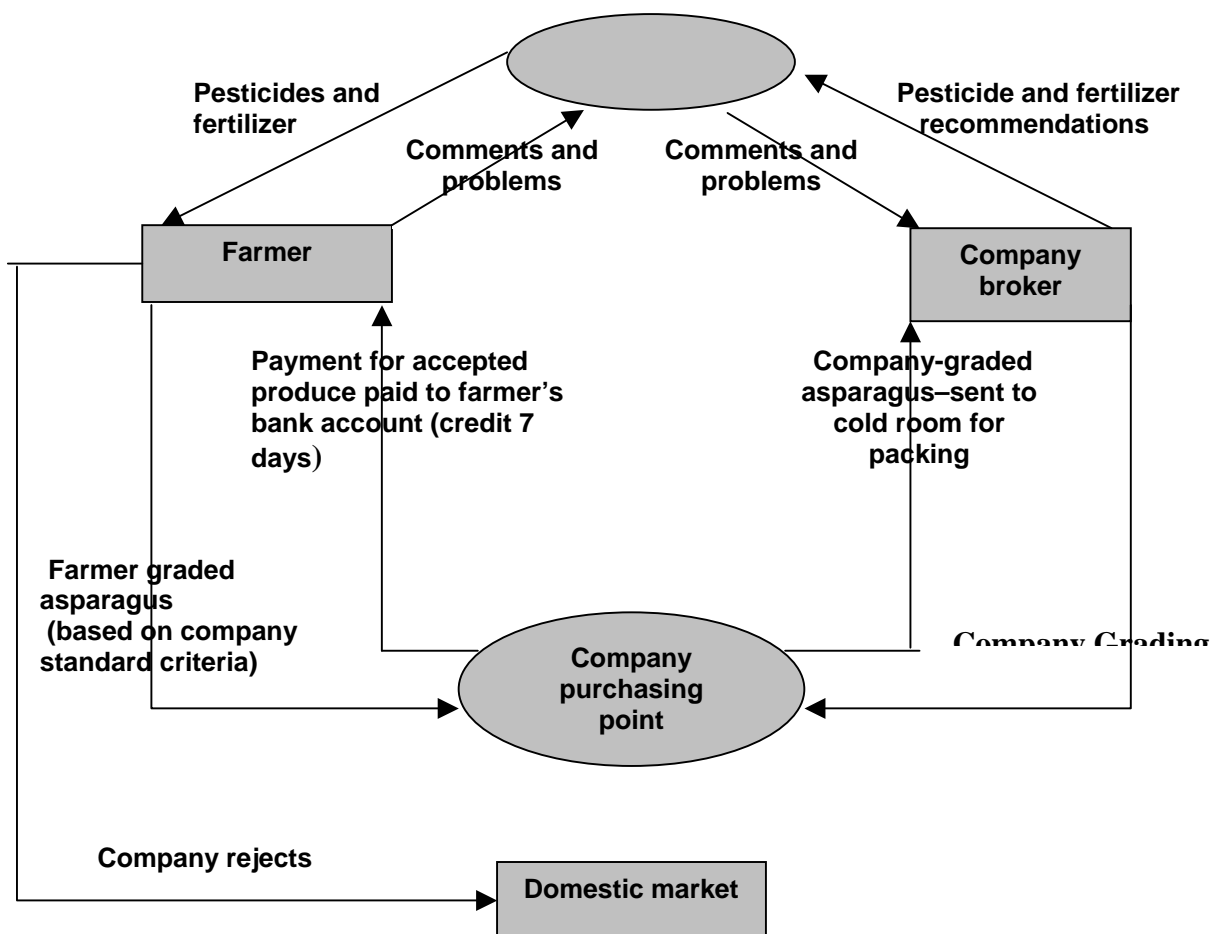 Pesticides and
fertilizer
Pesticide and fertilizer
recommendations
Comments and
problems
Comments and
problems
Farmer
Company
broker
Payment for accepted
produce paid to farmer's
bank account (credit 7
days)
Company-graded
asparagus–sent to
cold room for
packing
Farmer graded
asparagus
(based on company
standard criteria)
Company
purchasing
point
Company Grading
Company rejects
Domestic market